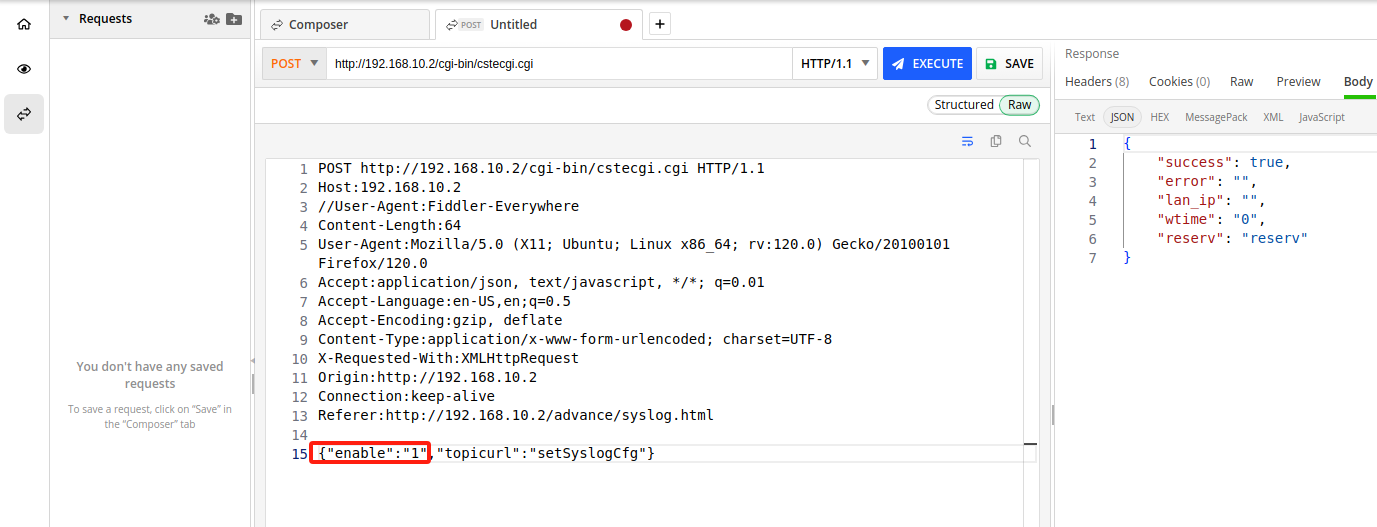 Requests
Composer
POST Untitled
+
POST http://192.168.10.2/cgi-bin/cstecgi.cgi HTTP/1.1 EXECUTE SAVE
Structured Raw
1 POST http://192.168.10.2/cgi-bin/cstecgi.cgi HTTP/1.1
2 Host:192.168.10.2
3 //User-Agent:Fiddler-Everywhere
4 Content-Length:64
5 User-Agent:Mozilla/5.0 (X11; Ubuntu; Linux x86_64; rv:120.0) Gecko/20100101
Firefox/120.0
6 Accept:application/json, text/javascript, */*; q=0.01
7 Accept-Language:en-US,en;q=0.5
8 Accept-Encoding:gzip, deflate
9 Content-Type:application/x-www-form-urlencoded; charset=UTF-8
10 X-Requested-With:XMLHttpRequest
11 Origin:http://192.168.10.2
12 Connection:keep-alive
13 Referer:http://192.168.10.2/advance/syslog.html
14
15 {"enable":"1","topicurl":"setSyslogCfg"}
You don't have any saved
requests
To save a request, click on “Save” in
the “Composer” tab
Response
Headers (8) Cookies (0) Raw Preview Body
Text JSON HEX MessagePack XML JavaScript
1 {
2 "success": true,
3 "error": "",
4 "lan_ip": "",
5 "wtime": "0",
6 "reserv": "reserv"
7 }